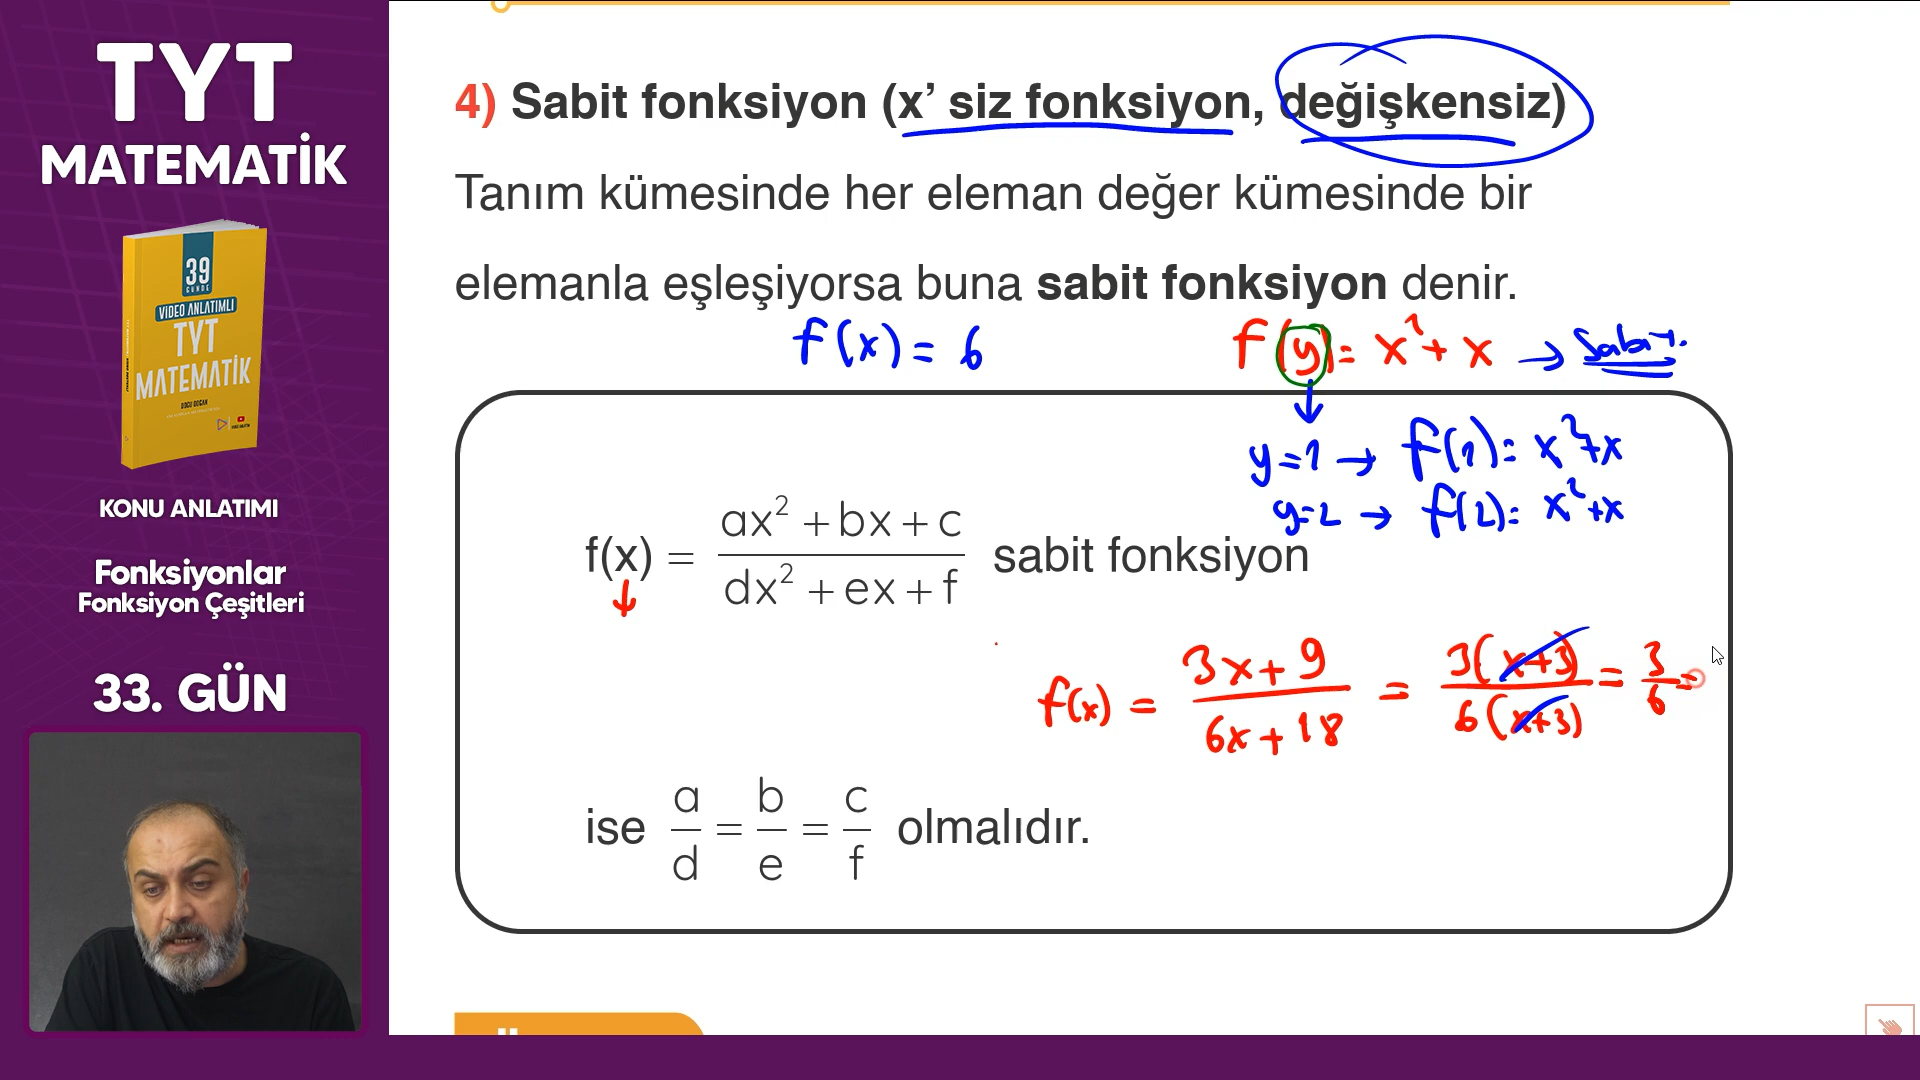 TYT
MATEMATİK
39
GÜNDE
VİDEO ANLATIMLI
TYT
MATEMATİK
KONU ANLATIMI
Fonksiyonlar
Fonksiyon Çeşitleri
33. GÜN
4) Sabit fonksiyon (x’ siz fonksiyon, değişkensiz)
Tanım kümesinde her eleman değer kümesinde bir
elemanla eşleşiyorsa buna sabit fonksiyon denir.
f(x) = 6
f(y) = x² + x → Sabit.
y=1 → f(1) = x²+x
y=2 → f(2) = x²+x
f(x) = (ax² + bx + c) / (dx² + ex + f) sabit fonksiyon
f(x) = (3x + 9) / (6x + 18) = 3(x+3) / 6(x+3) = 3/6 =
ise a/d = b/e = c/f olmalıdır.